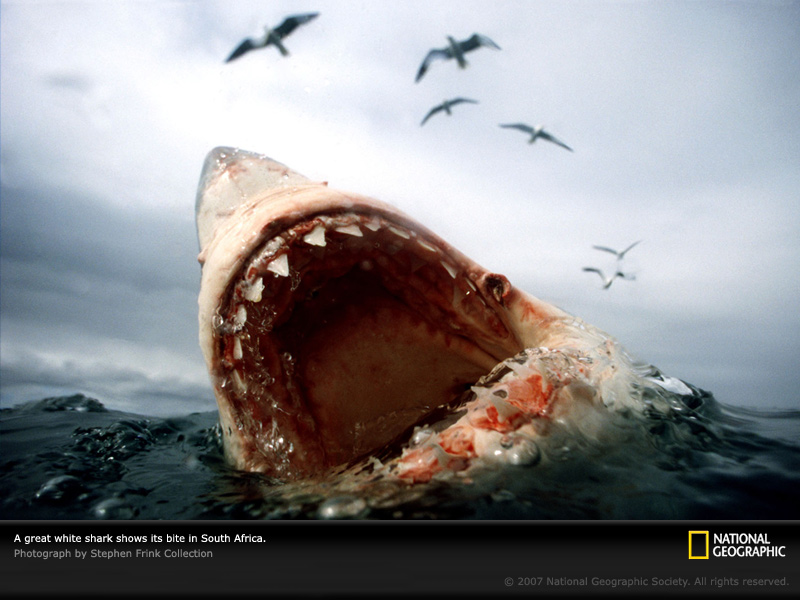 A great white shark shows its bite in South Africa.
Photograph by Stephen Frink Collection
NATIONAL
GEOGRAPHIC
© 2007 National Geographic Society. All rights reserved.